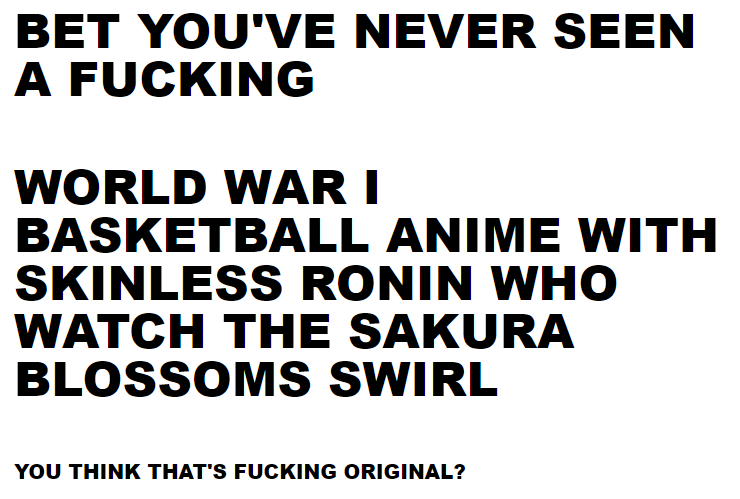 BET YOU'VE NEVER SEEN
A FUCKING
WORLD WAR I
BASKETBALL ANIME WITH
SKINLESS RONIN WHO
WATCH THE SAKURA
BLOSSOMS SWIRL
YOU THINK THAT'S FUCKING ORIGINAL?